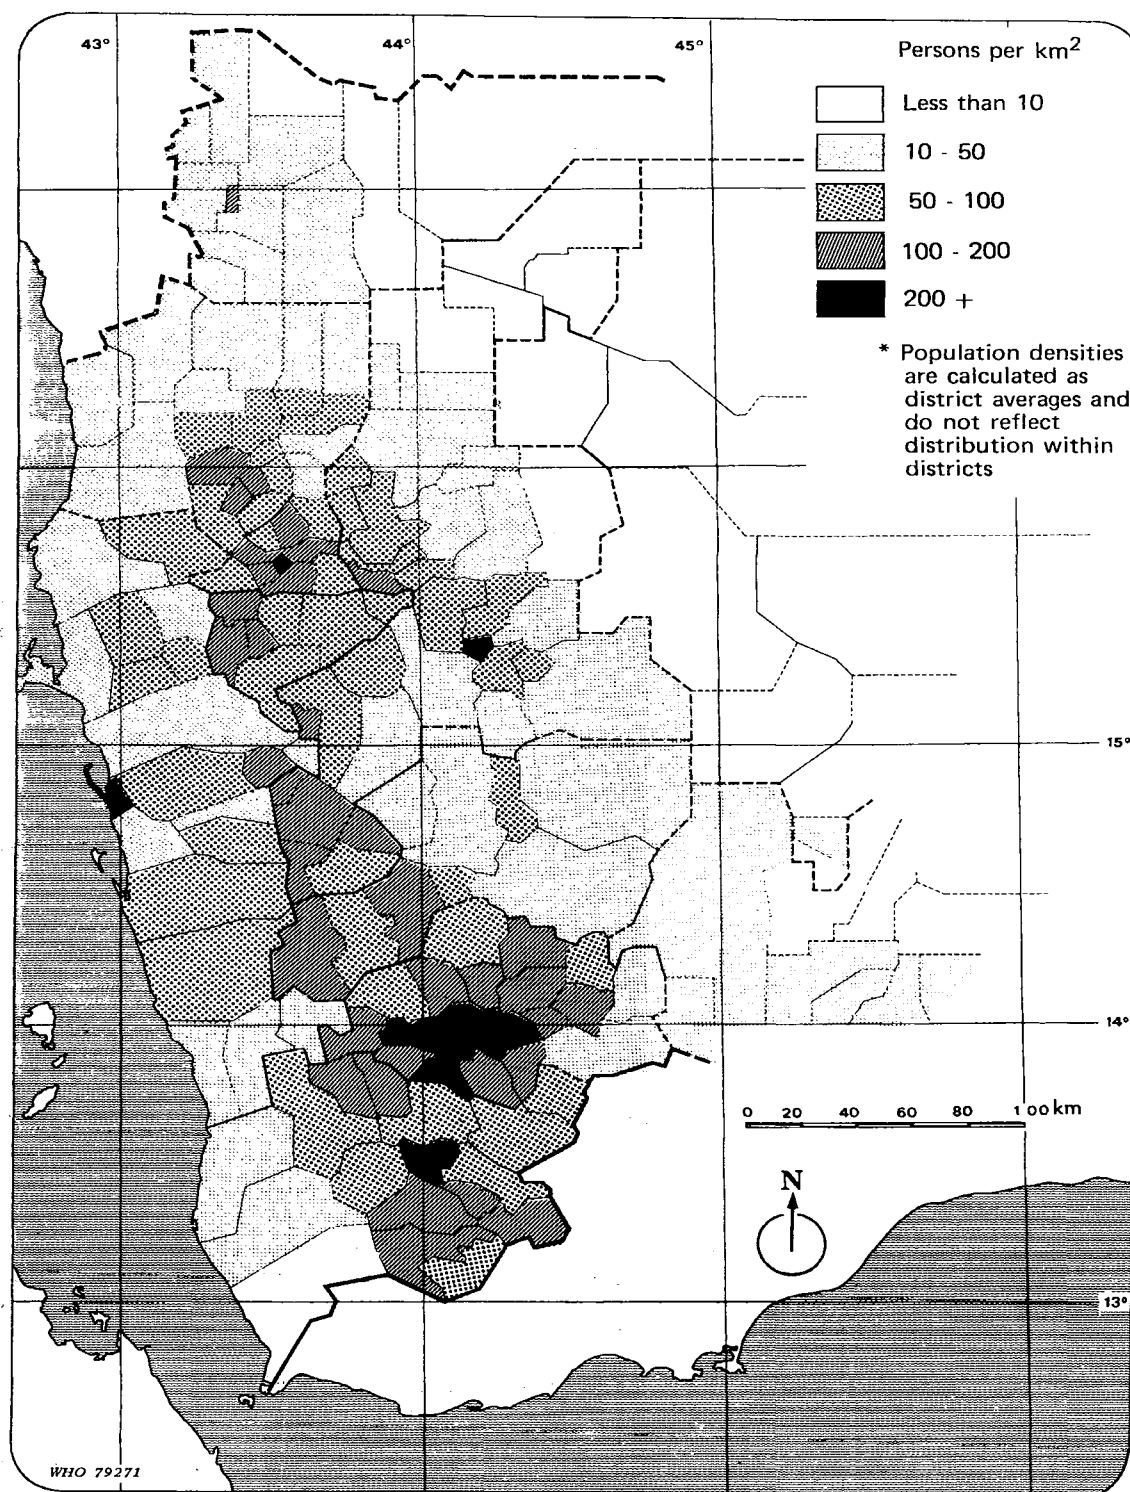 43°
44°
45°
Persons per km²
Less than 10
10 - 50
50 - 100
100 - 200
200 +
* Population densities
are calculated as
district averages and
do not reflect
distribution within
districts
15°
14°
0 20 40 60 80 100km
N
13°
WHO 79271